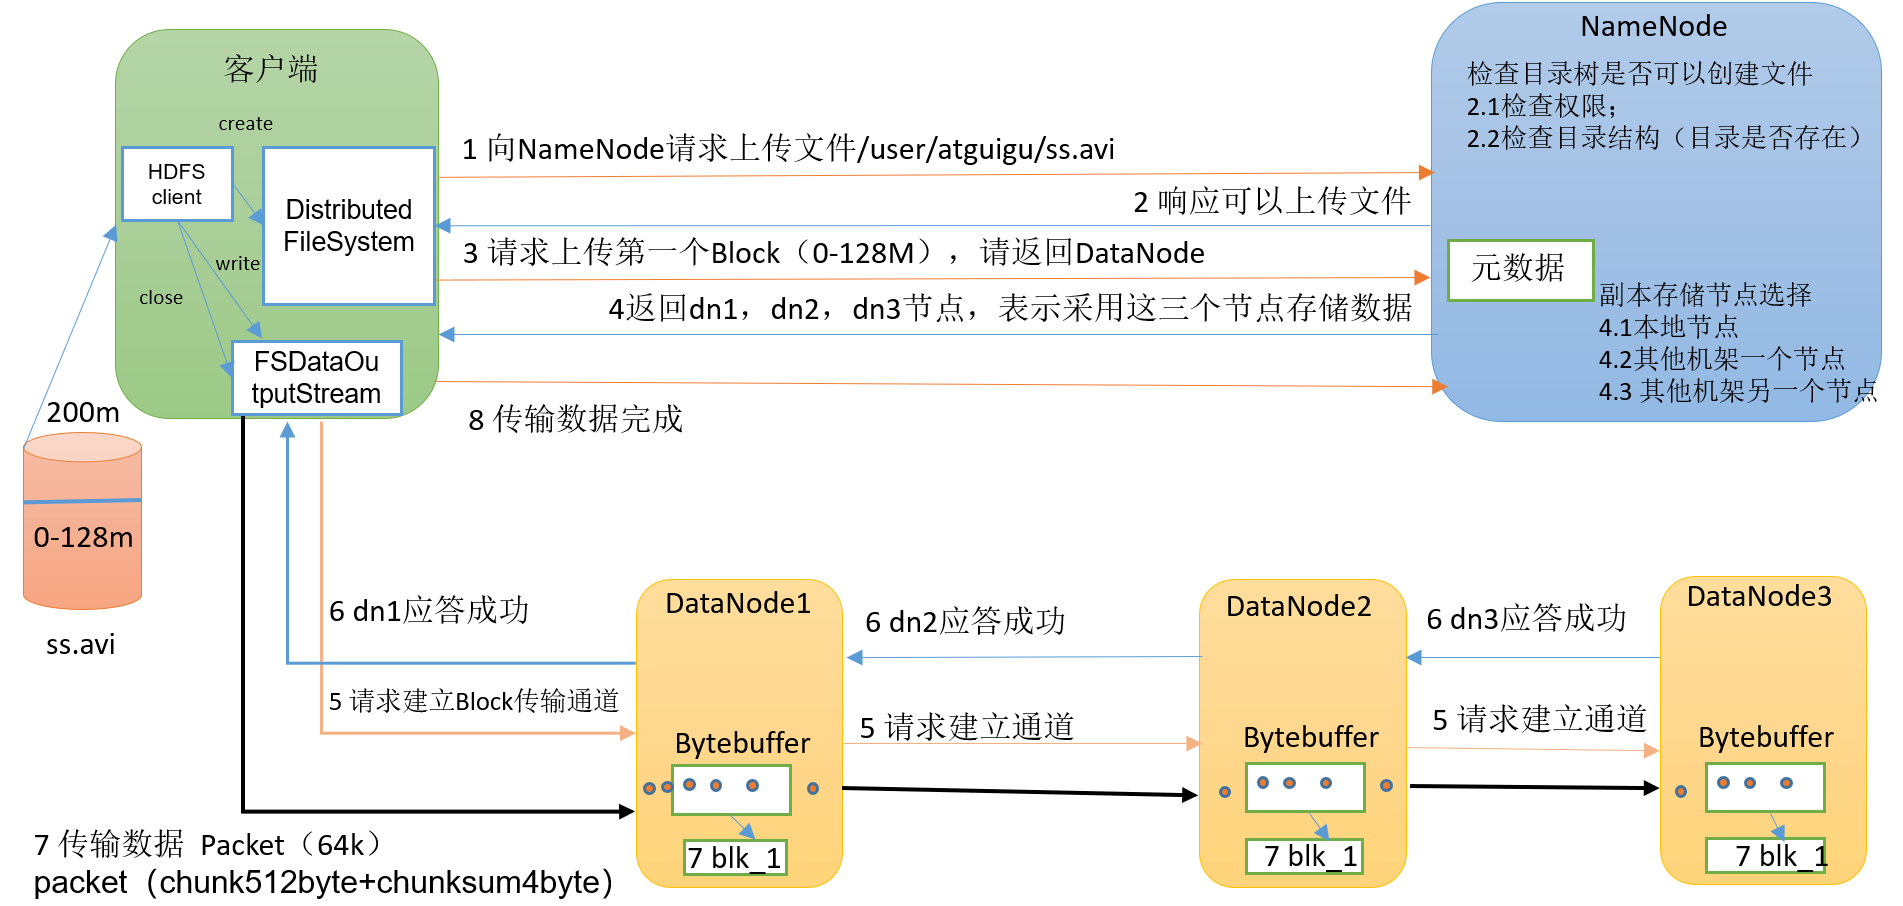 客户端
create
HDFS
client
Distributed
FileSystem
write
close
FSDataOu
tputStream
200m
0-128m
ss.avi
1 向NameNode请求上传文件/user/atguigu/ss.avi
2 响应可以上传文件
3 请求上传第一个Block（0-128M），请返回DataNode
4返回dn1，dn2，dn3节点，表示采用这三个节点存储数据
8 传输数据完成
NameNode
检查目录树是否可以创建文件
2.1检查权限；
2.2检查目录结构（目录是否存在）
元数据
副本存储节点选择
4.1本地节点
4.2其他机架一个节点
4.3 其他机架另一个节点
6 dn1应答成功
5 请求建立Block传输通道
DataNode1
6 dn2应答成功
5 请求建立通道
Bytebuffer
7 blk_1
DataNode2
6 dn3应答成功
5 请求建立通道
Bytebuffer
7 blk_1
DataNode3
Bytebuffer
7 blk_1
7 传输数据 Packet（64k）
packet（chunk512byte+chunksum4byte）